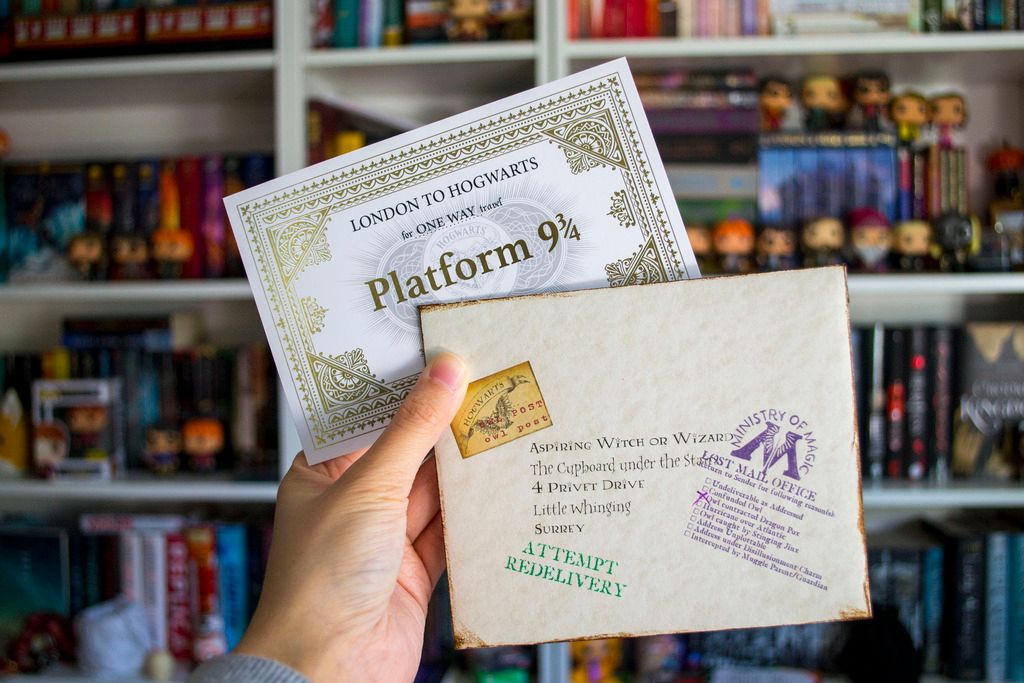 LONDON TO HOGWARTS
for ONE WAY travel
HOGWARTS
Platform 9¾
HOGWARTS
POST
owl post
ASPIRING WITCH OR WIZARD
The Cupboard under the
4 PRIVET DRIVE
Little Whinging
SURREY
ATTEMPT
REDELIVERY
MINISTRY OF MAGIC
M
LOST MAIL OFFICE
Return to Sender for following reason(s)
Undeliverable as Addressed
Confunded Owl
Owl contracted Dragon Pox
Hurricane over Atlantic
Owl caught by Stinging Jinx
Address Unplottable
Address under Disillusionment Charm
Intercepted by Muggle Parent/Guardian